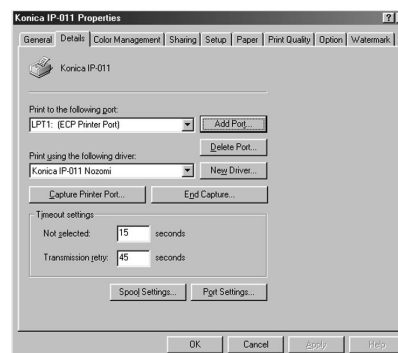 Konica IP-011 Properties
General Details Color Management Sharing Setup Paper Print Quality Option Watermark
Konica IP-011
Print to the following port:
LPT1: (ECP Printer Port) Add Port...
Delete Port...
Print using the following driver:
Konica IP-011 Nozomi New Driver...
Capture Printer Port... End Capture...
Timeout settings
Not selected: 15 seconds
Transmission retry: 45 seconds
Spool Settings... Port Settings...
OK Cancel Apply Help